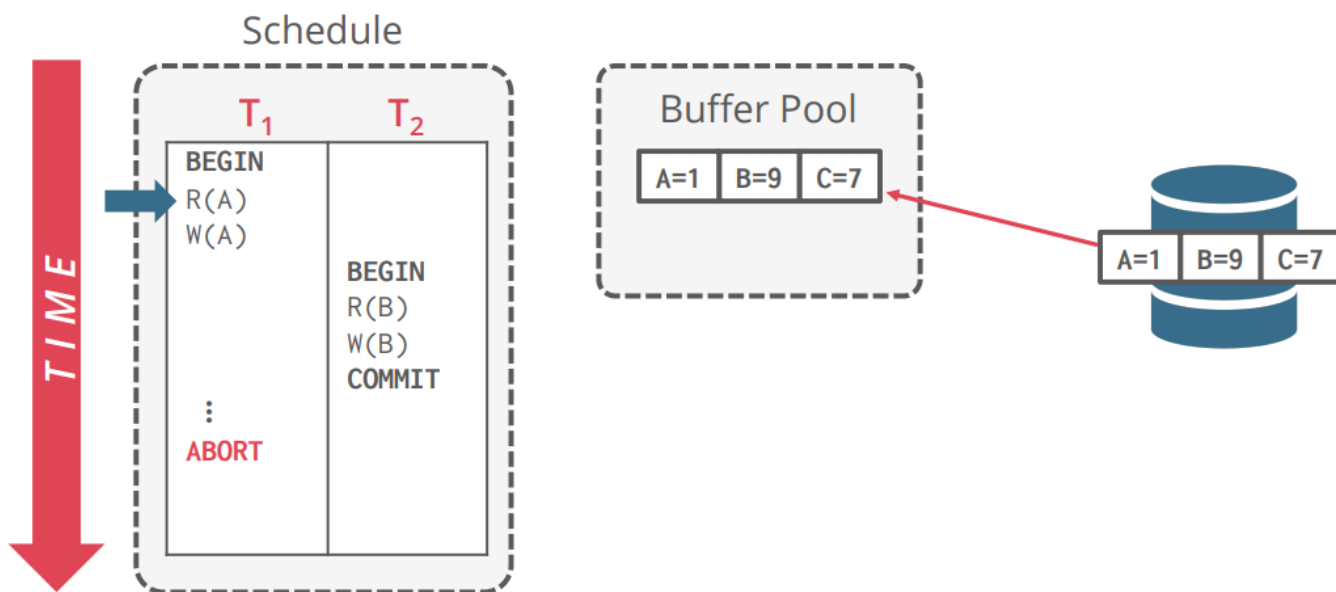 Schedule
TIME
T₁ T₂
BEGIN
R(A)
W(A)
BEGIN
R(B)
W(B)
COMMIT
⋮
ABORT
Buffer Pool
A=1 B=9 C=7
A=1 B=9 C=7